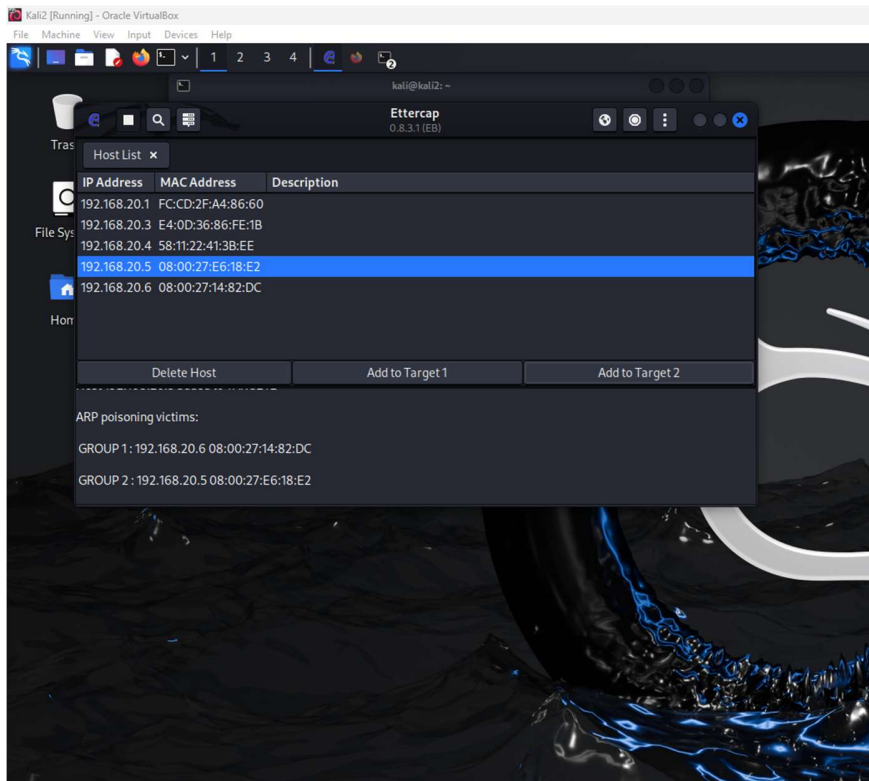 Kali2 [Running] - Oracle VirtualBox
File Machine View Input Devices Help
1 2 3 4 2
kali@kali2: ~
Ettercap
0.8.3.1 (EB)
Tras
Host List ×
IP Address MAC Address Description
192.168.20.1 FC:CD:2F:A4:86:60
192.168.20.3 E4:0D:36:86:FE:1B
File Sys
192.168.20.4 58:11:22:41:3B:EE
192.168.20.5 08:00:27:E6:18:E2
192.168.20.6 08:00:27:14:82:DC
Hom
Delete Host Add to Target 1 Add to Target 2
ARP poisoning victims:
GROUP 1 : 192.168.20.6 08:00:27:14:82:DC
GROUP 2 : 192.168.20.5 08:00:27:E6:18:E2